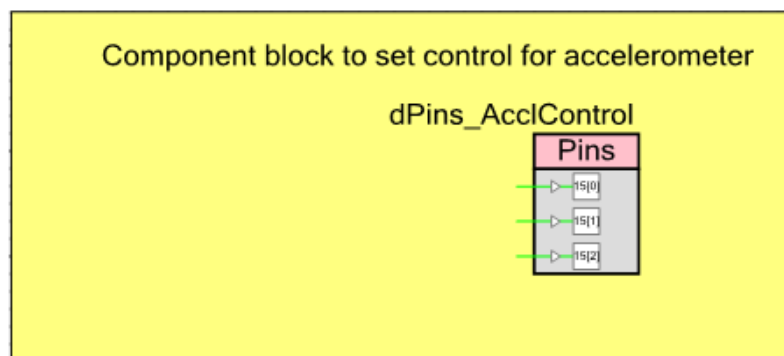 Component block to set control for accelerometer
dPins_AcclControl
Pins
15[0]
15[1]
15[2]